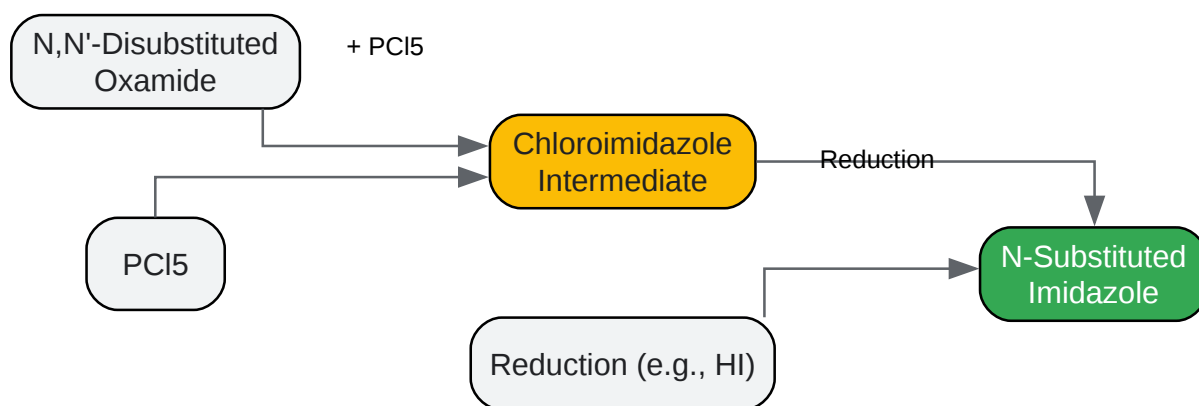 N,N'-Disubstituted
Oxamide
+ PCl5
Chloroimidazole
Intermediate
Reduction
PCl5
N-Substituted
Imidazole
Reduction (e.g., HI)